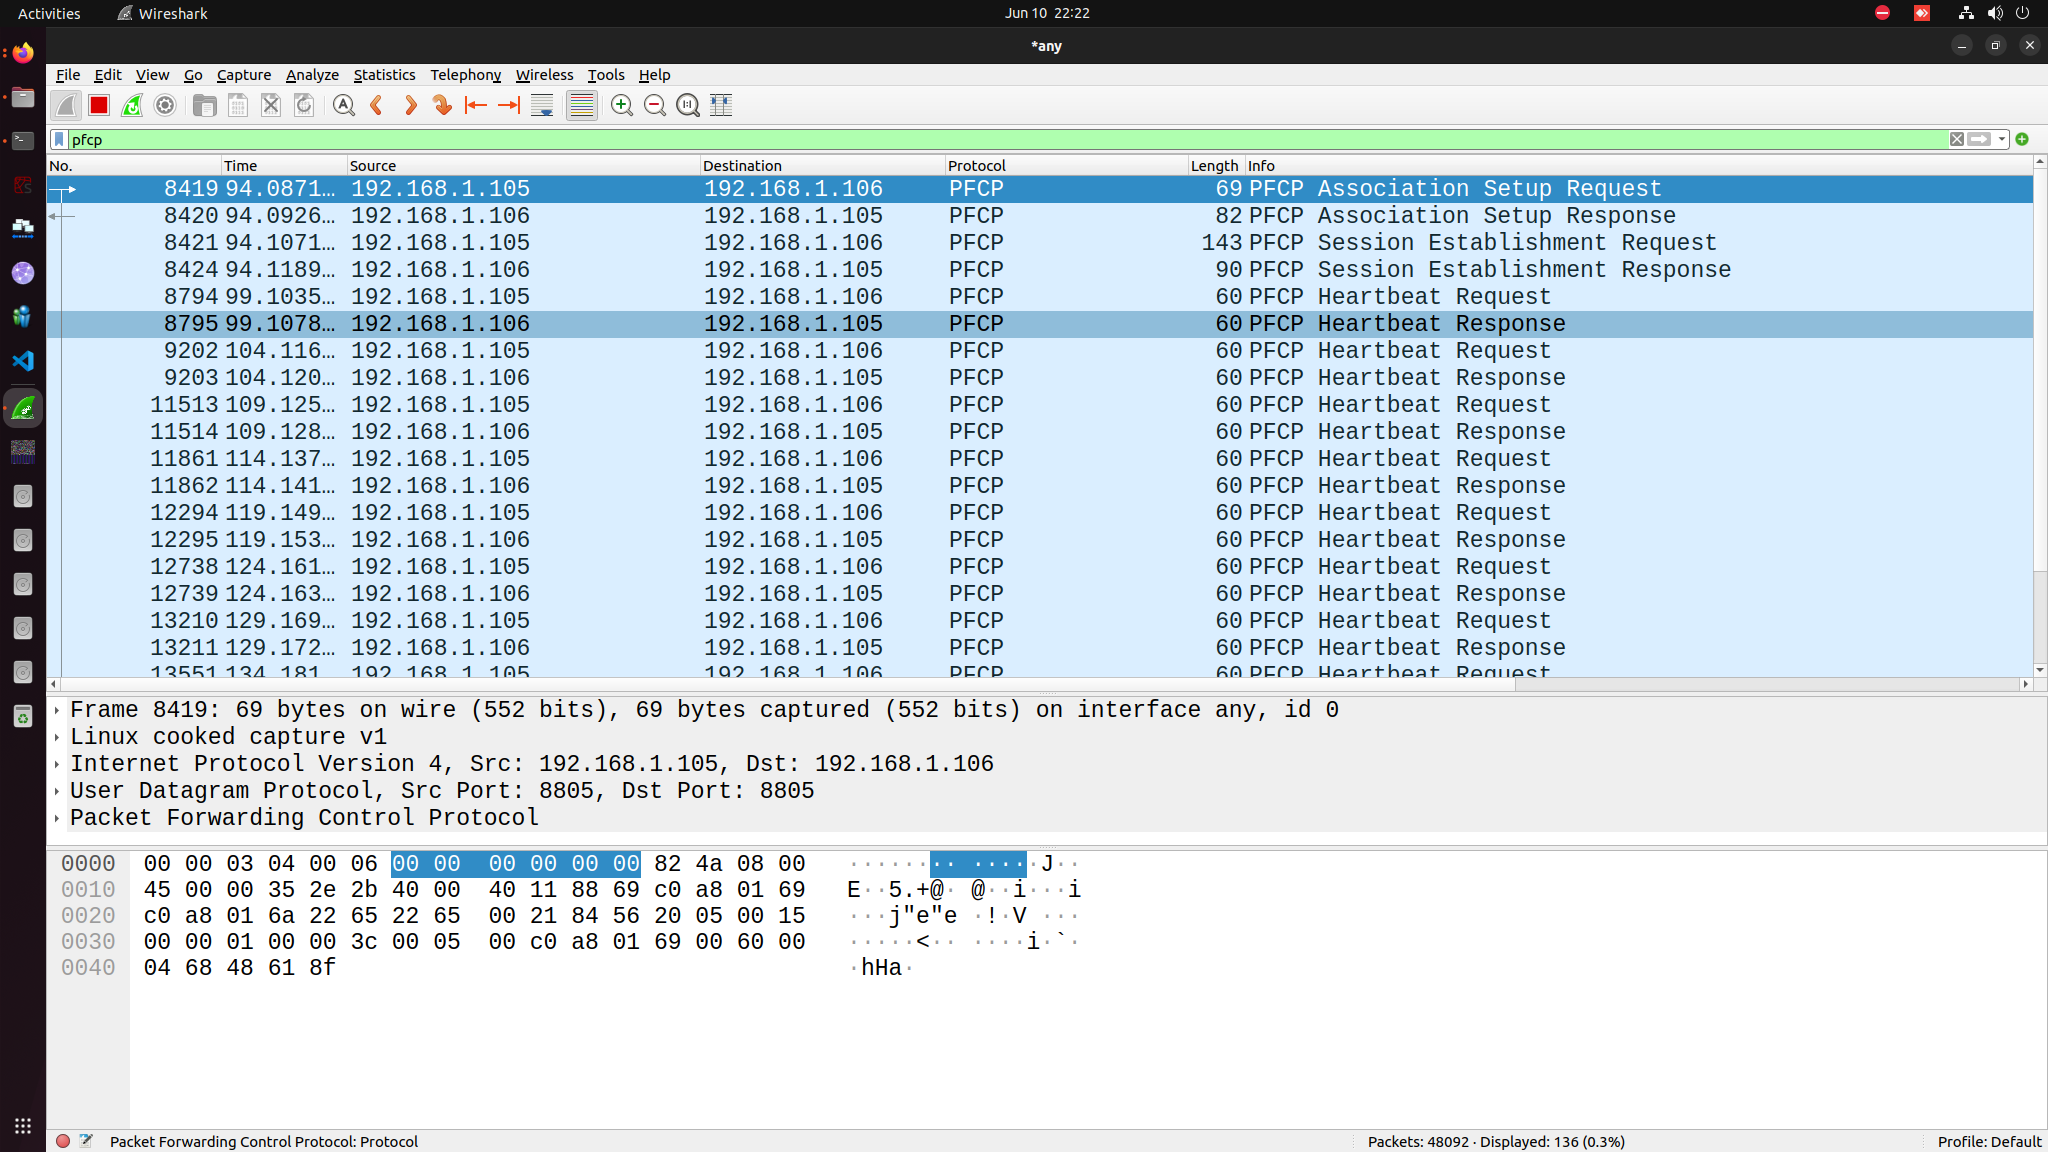 Activities Wireshark Jun 10 22:22
*any
File Edit View Go Capture Analyze Statistics Telephony Wireless Tools Help
pfcp
No. Time Source Destination Protocol Length Info
8419 94.0871… 192.168.1.105 192.168.1.106 PFCP 69 PFCP Association Setup Request
8420 94.0926… 192.168.1.106 192.168.1.105 PFCP 82 PFCP Association Setup Response
8421 94.1071… 192.168.1.105 192.168.1.106 PFCP 143 PFCP Session Establishment Request
8424 94.1189… 192.168.1.106 192.168.1.105 PFCP 90 PFCP Session Establishment Response
8794 99.1035… 192.168.1.105 192.168.1.106 PFCP 60 PFCP Heartbeat Request
8795 99.1078… 192.168.1.106 192.168.1.105 PFCP 60 PFCP Heartbeat Response
9202 104.116… 192.168.1.105 192.168.1.106 PFCP 60 PFCP Heartbeat Request
9203 104.120… 192.168.1.106 192.168.1.105 PFCP 60 PFCP Heartbeat Response
11513 109.125… 192.168.1.105 192.168.1.106 PFCP 60 PFCP Heartbeat Request
11514 109.128… 192.168.1.106 192.168.1.105 PFCP 60 PFCP Heartbeat Response
11861 114.137… 192.168.1.105 192.168.1.106 PFCP 60 PFCP Heartbeat Request
11862 114.141… 192.168.1.106 192.168.1.105 PFCP 60 PFCP Heartbeat Response
12294 119.149… 192.168.1.105 192.168.1.106 PFCP 60 PFCP Heartbeat Request
12295 119.153… 192.168.1.106 192.168.1.105 PFCP 60 PFCP Heartbeat Response
12738 124.161… 192.168.1.105 192.168.1.106 PFCP 60 PFCP Heartbeat Request
12739 124.163… 192.168.1.106 192.168.1.105 PFCP 60 PFCP Heartbeat Response
13210 129.169… 192.168.1.105 192.168.1.106 PFCP 60 PFCP Heartbeat Request
13211 129.172… 192.168.1.106 192.168.1.105 PFCP 60 PFCP Heartbeat Response
13551 134.181… 192.168.1.105 192.168.1.106 PFCP 60 PFCP Heartbeat Request
Frame 8419: 69 bytes on wire (552 bits), 69 bytes captured (552 bits) on interface any, id 0
Linux cooked capture v1
Internet Protocol Version 4, Src: 192.168.1.105, Dst: 192.168.1.106
User Datagram Protocol, Src Port: 8805, Dst Port: 8805
Packet Forwarding Control Protocol
0000 00 00 03 04 00 06 00 00 00 00 00 00 82 4a 08 00 ········ ·····J··
0010 45 00 00 35 2e 2b 40 00 40 11 88 69 c0 a8 01 69 E··5.+@· @··i···i
0020 c0 a8 01 6a 22 65 22 65 00 21 84 56 20 05 00 15 ···j"e"e ·!·V ···
0030 00 00 01 00 00 3c 00 05 00 c0 a8 01 69 00 60 00 ·····<·· ····i·`·
0040 04 68 48 61 8f ·hHa·
Packet Forwarding Control Protocol: Protocol Packets: 48092 · Displayed: 136 (0.3%) Profile: Default